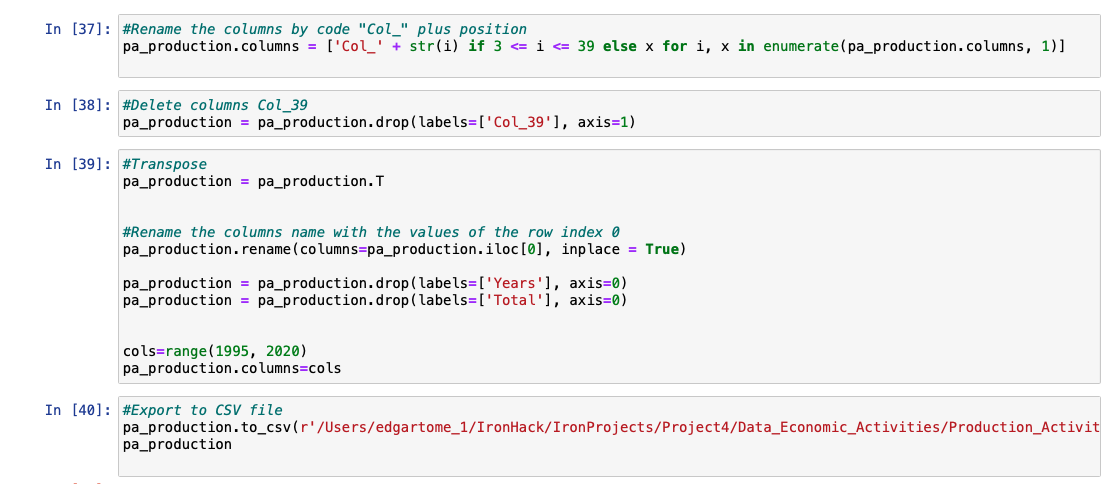 In [37]: #Rename the columns by code "Col_" plus position
pa_production.columns = ['Col_' + str(i) if 3 <= i <= 39 else x for i, x in enumerate(pa_production.columns, 1)]
In [38]: #Delete columns Col_39
pa_production = pa_production.drop(labels=['Col_39'], axis=1)
In [39]: #Transpose
pa_production = pa_production.T
#Rename the columns name with the values of the row index 0
pa_production.rename(columns=pa_production.iloc[0], inplace = True)
pa_production = pa_production.drop(labels=['Years'], axis=0)
pa_production = pa_production.drop(labels=['Total'], axis=0)
cols=range(1995, 2020)
pa_production.columns=cols
In [40]: #Export to CSV file
pa_production.to_csv(r'/Users/edgartome_1/IronHack/IronProjects/Project4/Data_Economic_Activities/Production_Activit
pa_production